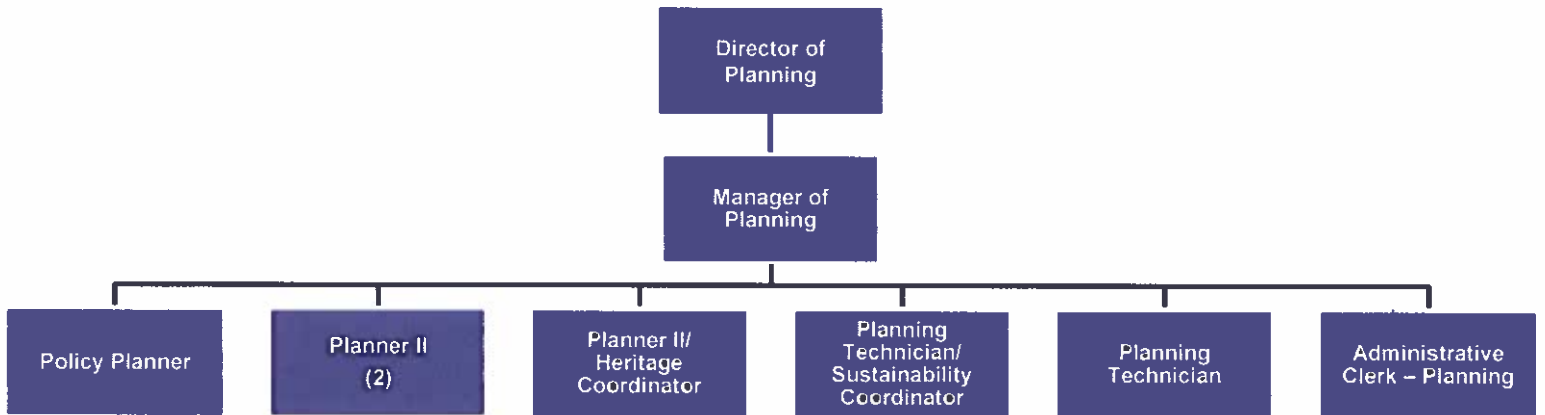 Director of
Planning
Manager of
Planning
Policy Planner
Planner II
(2)
Planner II/
Heritage
Coordinator
Planning
Technician/
Sustainability
Coordinator
Planning
Technician
Administrative
Clerk – Planning